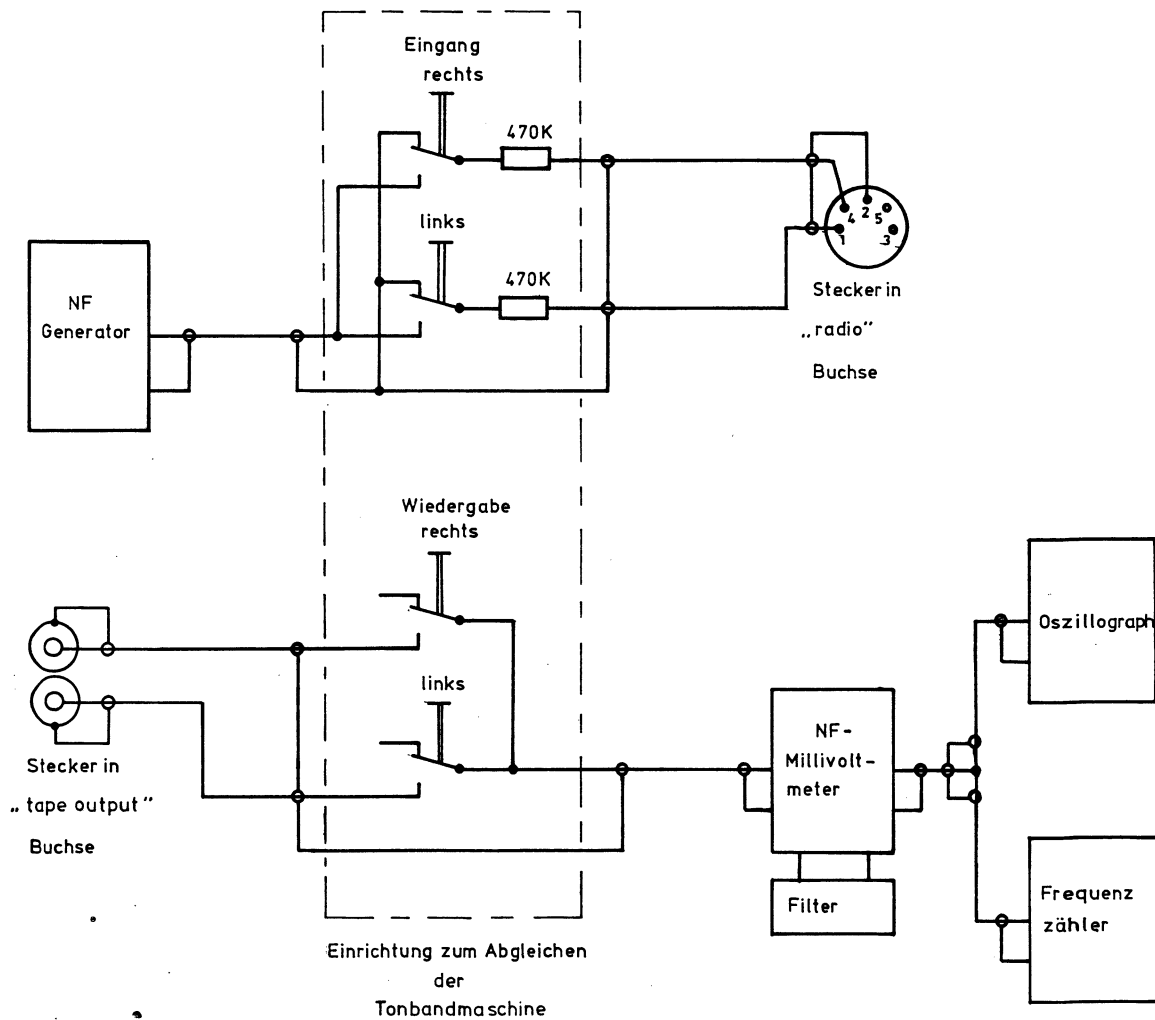 Eingang
rechts
470K
links
470K
NF
Generator
4
2
5
1
3
Stecker in
„radio"
Buchse
Wiedergabe
rechts
links
Stecker in
„tape output"
Buchse
NF-
Millivolt-
meter
Filter
Oszillograph
Frequenz
zähler
Einrichtung zum Abgleichen
der
Tonbandmaschine